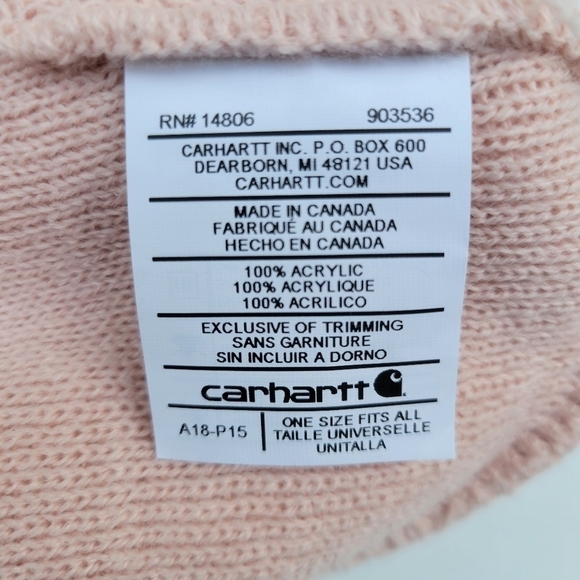 RN# 14806 903536
CARHARTT INC. P.O. BOX 600
DEARBORN, MI 48121 USA
CARHARTT.COM
MADE IN CANADA
FABRIQUÉ AU CANADA
HECHO EN CANADA
100% ACRYLIC
100% ACRYLIQUE
100% ACRILICO
EXCLUSIVE OF TRIMMING
SANS GARNITURE
SIN INCLUIR A DORNO
carhartt
A18-P15
ONE SIZE FITS ALL
TAILLE UNIVERSELLE
UNITALLA